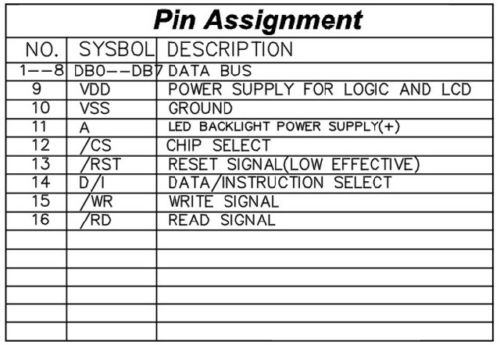 Pin Assignment
NO. SYSBOL DESCRIPTION
1--8 DB0--DB7 DATA BUS
9 VDD POWER SUPPLY FOR LOGIC AND LCD
10 VSS GROUND
11 A LED BACKLIGHT POWER SUPPLY(+)
12 /CS CHIP SELECT
13 /RST RESET SIGNAL(LOW EFFECTIVE)
14 D/I DATA/INSTRUCTION SELECT
15 /WR WRITE SIGNAL
16 /RD READ SIGNAL